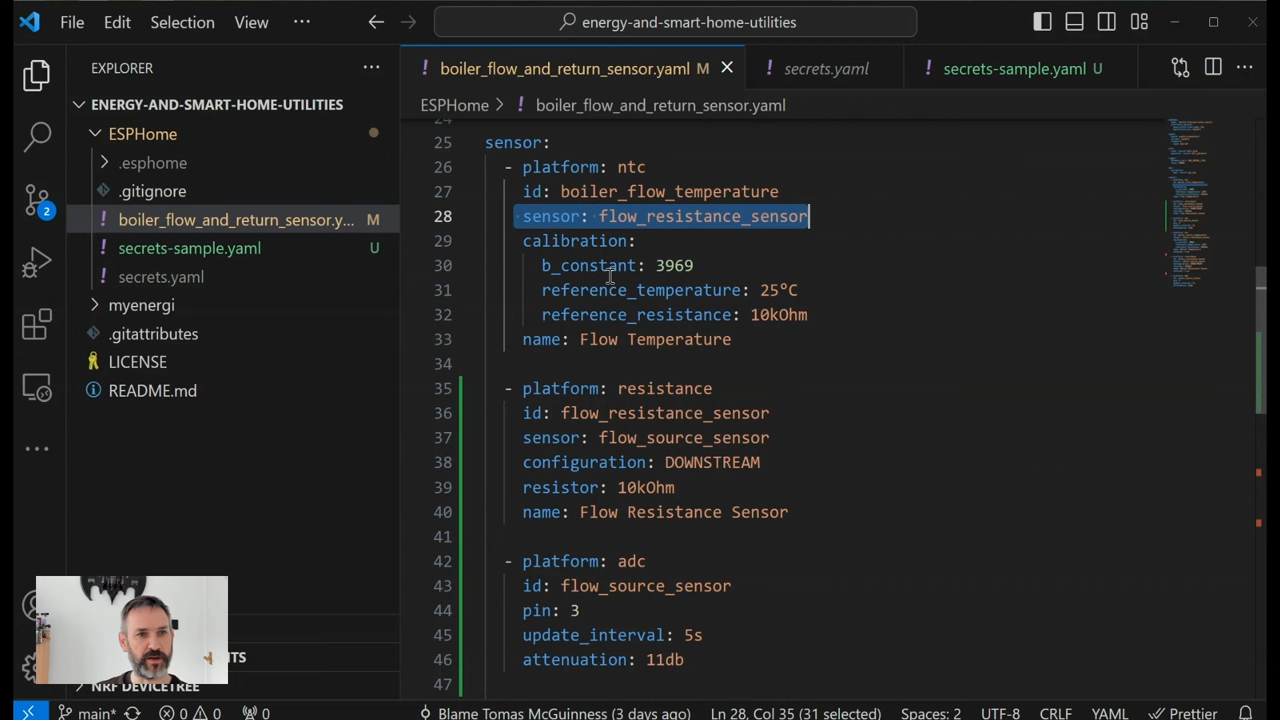 File Edit Selection View ··· energy-and-smart-home-utilities
EXPLORER ···
ENERGY-AND-SMART-HOME-UTILITIES
ESPHome
.esphome
.gitignore
boiler_flow_and_return_sensor.y... M
secrets-sample.yaml U
secrets.yaml
myenergi
.gitattributes
LICENSE
README.md
2
NRF DEVICETREE
! boiler_flow_and_return_sensor.yaml M ! secrets.yaml ! secrets-sample.yaml U ···
ESPHome > ! boiler_flow_and_return_sensor.yaml
24
25 sensor:
26 - platform: ntc
27 id: boiler_flow_temperature
28 sensor: flow_resistance_sensor
29 calibration:
30 b_constant: 3969
31 reference_temperature: 25°C
32 reference_resistance: 10kOhm
33 name: Flow Temperature
34
35 - platform: resistance
36 id: flow_resistance_sensor
37 sensor: flow_source_sensor
38 configuration: DOWNSTREAM
39 resistor: 10kOhm
40 name: Flow Resistance Sensor
41
42 - platform: adc
43 id: flow_source_sensor
44 pin: 3
45 update_interval: 5s
46 attenuation: 11db
47
main* 0 0 0 Blame Tomas McGuinness (3 days ago) Ln 28, Col 35 (31 selected) Spaces: 2 UTF-8 CRLF YAML Prettier